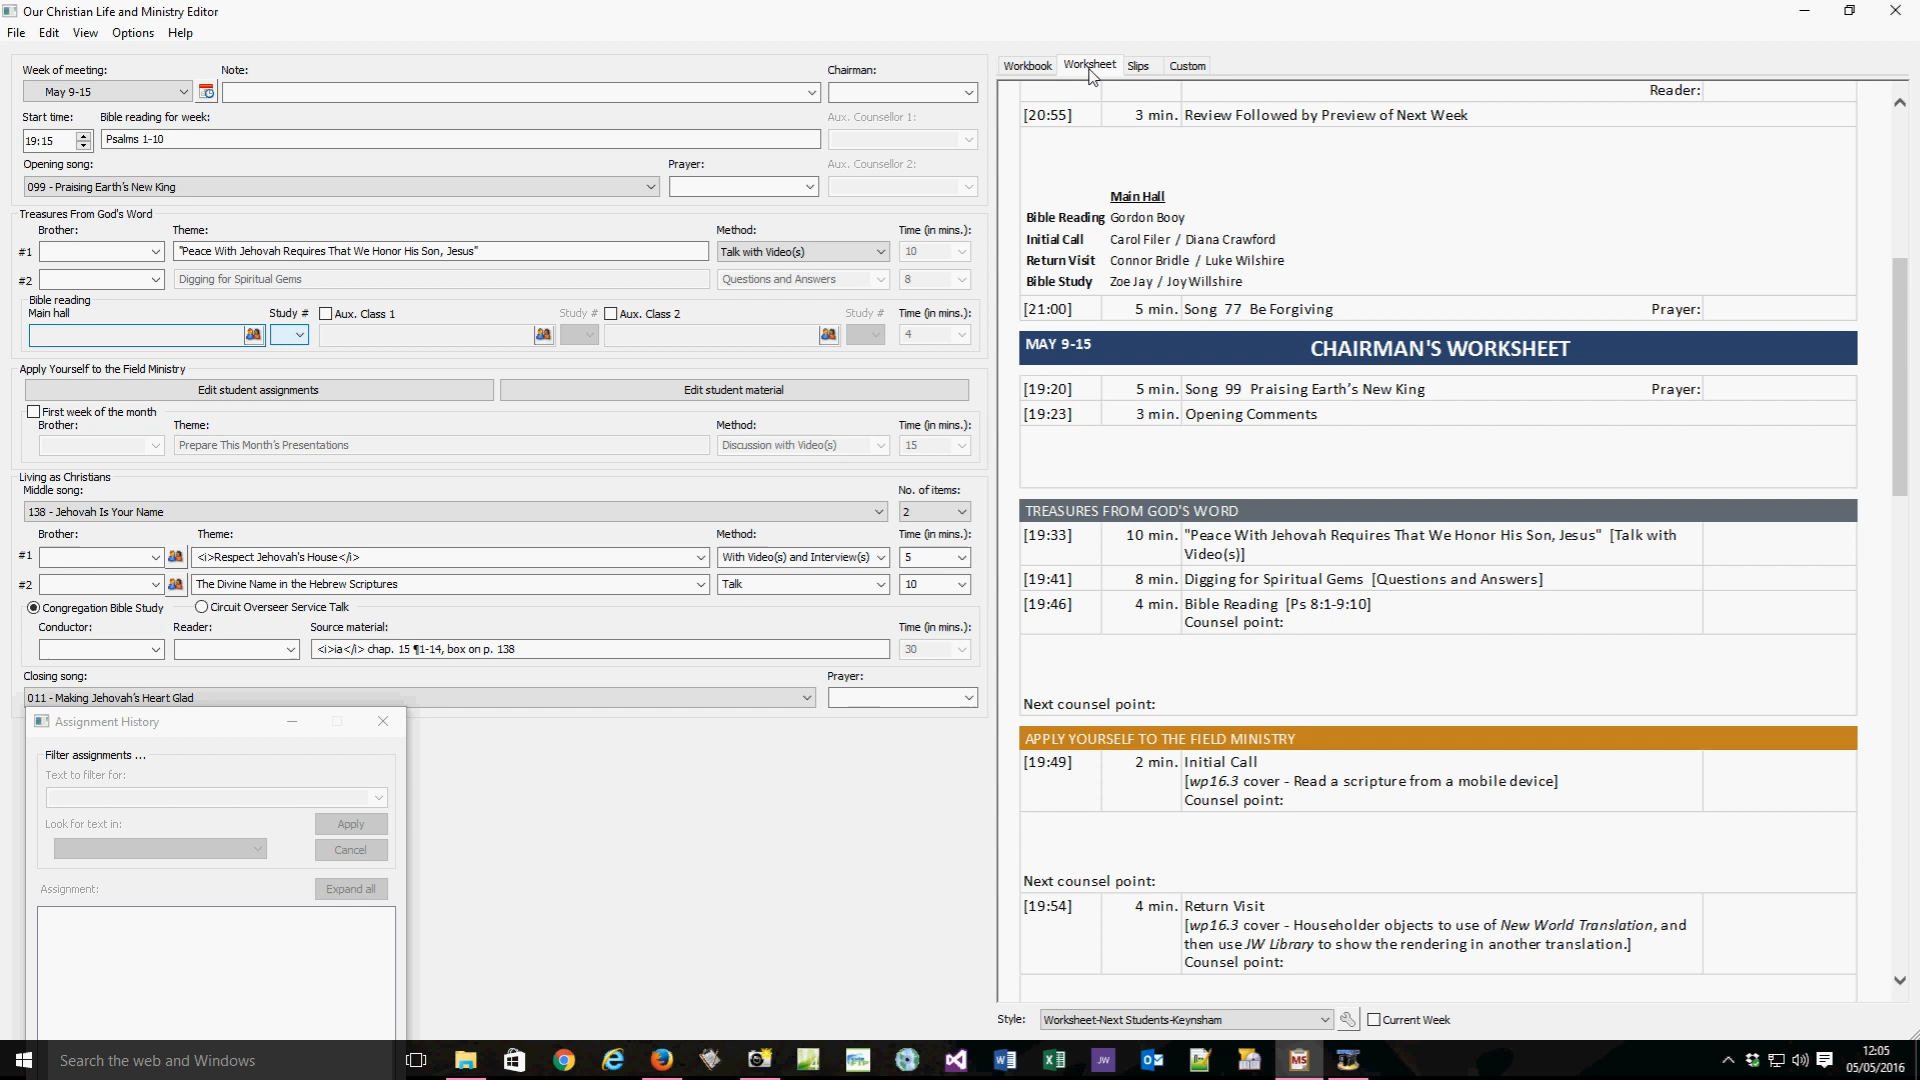 Our Christian Life and Ministry Editor
File Edit View Options Help
Week of meeting: Note: Chairman:
May 9-15
Start time: Bible reading for week: Aux. Counsellor 1:
19:15 Psalms 1-10
Opening song: Prayer: Aux. Counsellor 2:
099 - Praising Earth's New King
Treasures From God's Word
Brother: Theme: Method: Time (in mins.):
#1 "Peace With Jehovah Requires That We Honor His Son, Jesus" Talk with Video(s) 10
#2 Digging for Spiritual Gems Questions and Answers 8
Bible reading
Main hall Study # Aux. Class 1 Study # Aux. Class 2 Study # Time (in mins.):
4
Apply Yourself to the Field Ministry
Edit student assignments Edit student material
First week of the month
Brother: Theme: Method: Time (in mins.):
Prepare This Month's Presentations Discussion with Video(s) 15
Living as Christians
Middle song: No. of items:
138 - Jehovah Is Your Name 2
Brother: Theme: Method: Time (in mins.):
#1 <i>Respect Jehovah's House</i> With Video(s) and Interview(s) 5
#2 The Divine Name in the Hebrew Scriptures Talk 10
Congregation Bible Study Circuit Overseer Service Talk
Conductor: Reader: Source material: Time (in mins.):
<i>ia</i> chap. 15 ¶1-14, box on p. 138 30
Closing song: Prayer:
011 - Making Jehovah's Heart Glad
Assignment History
Filter assignments ...
Text to filter for:
Look for text in: Apply
Cancel
Assignment: Expand all
Workbook Worksheet Slips Custom
Reader:
[20:55] 3 min. Review Followed by Preview of Next Week
Main Hall
Bible Reading Gordon Booy
Initial Call Carol Filer / Diana Crawford
Return Visit Connor Bridle / Luke Wilshire
Bible Study Zoe Jay / Joy Willshire
[21:00] 5 min. Song 77 Be Forgiving Prayer:
MAY 9-15 CHAIRMAN'S WORKSHEET
[19:20] 5 min. Song 99 Praising Earth's New King Prayer:
[19:23] 3 min. Opening Comments
TREASURES FROM GOD'S WORD
[19:33] 10 min. "Peace With Jehovah Requires That We Honor His Son, Jesus" [Talk with
Video(s)]
[19:41] 8 min. Digging for Spiritual Gems [Questions and Answers]
[19:46] 4 min. Bible Reading [Ps 8:1-9:10]
Counsel point:
Next counsel point:
APPLY YOURSELF TO THE FIELD MINISTRY
[19:49] 2 min. Initial Call
[wp16.3 cover - Read a scripture from a mobile device]
Counsel point:
Next counsel point:
[19:54] 4 min. Return Visit
[wp16.3 cover - Householder objects to use of New World Translation, and
then use JW Library to show the rendering in another translation.]
Counsel point:
Style: Worksheet-Next Students-Keynsham Current Week
Search the web and Windows
JW
MS
12:05
05/05/2016